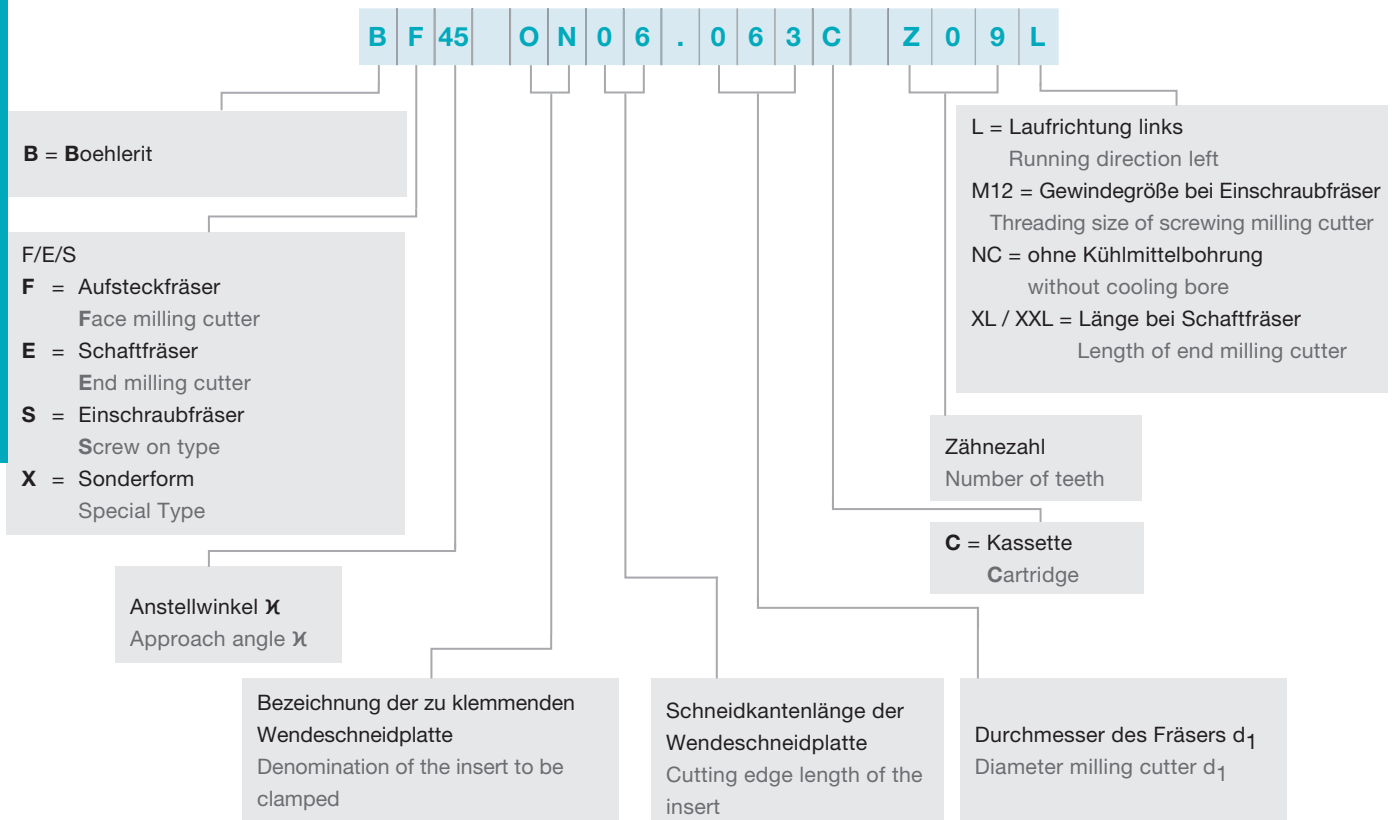 B F 45 O N 0 6 . 0 6 3 C Z 0 9 L
B = Boehlerit
F/E/S
F = Aufsteckfräser
Face milling cutter
E = Schaftfräser
End milling cutter
S = Einschraubfräser
Screw on type
X = Sonderform
Special Type
L = Laufrichtung links
Running direction left
M12 = Gewindegröße bei Einschraubfräser
Threading size of screwing milling cutter
NC = ohne Kühlmittelbohrung
without cooling bore
XL / XXL = Länge bei Schaftfräser
Length of end milling cutter
Zähnezahl
Number of teeth
C = Kassette
Cartridge
Anstellwinkel ϰ
Approach angle ϰ
Bezeichnung der zu klemmenden
Wendeschneidplatte
Denomination of the insert to be
clamped
Schneidkantenlänge der
Wendeschneidplatte
Cutting edge length of the
insert
Durchmesser des Fräsers d1
Diameter milling cutter d1